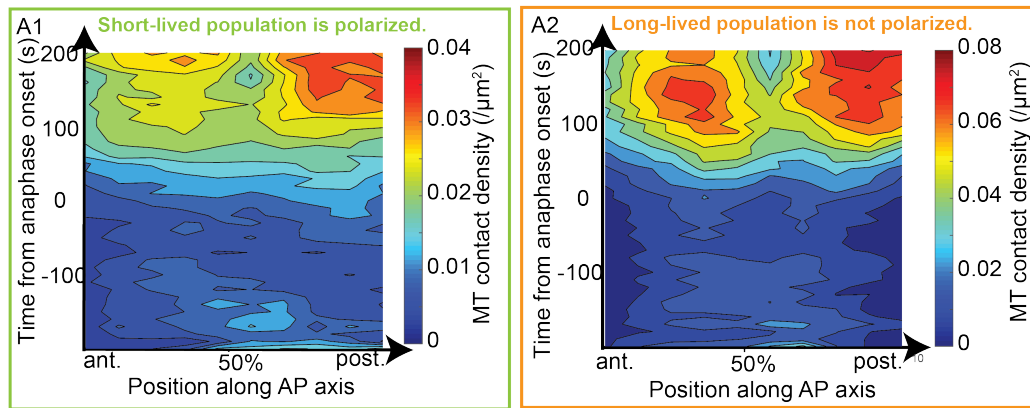 A1
Short-lived population is polarized.
Time from anaphase onset (s)
200
100
0
-100
ant.
50%
post.
Position along AP axis
0.04
0.03
0.02
0.01
0
MT contact density (/µm²)
A2
Long-lived population is not polarized.
Time from anaphase onset (s)
200
100
0
-100
ant.
50%
post.
10
Position along AP axis
0.08
0.06
0.04
0.02
0
MT contact density (/µm²)